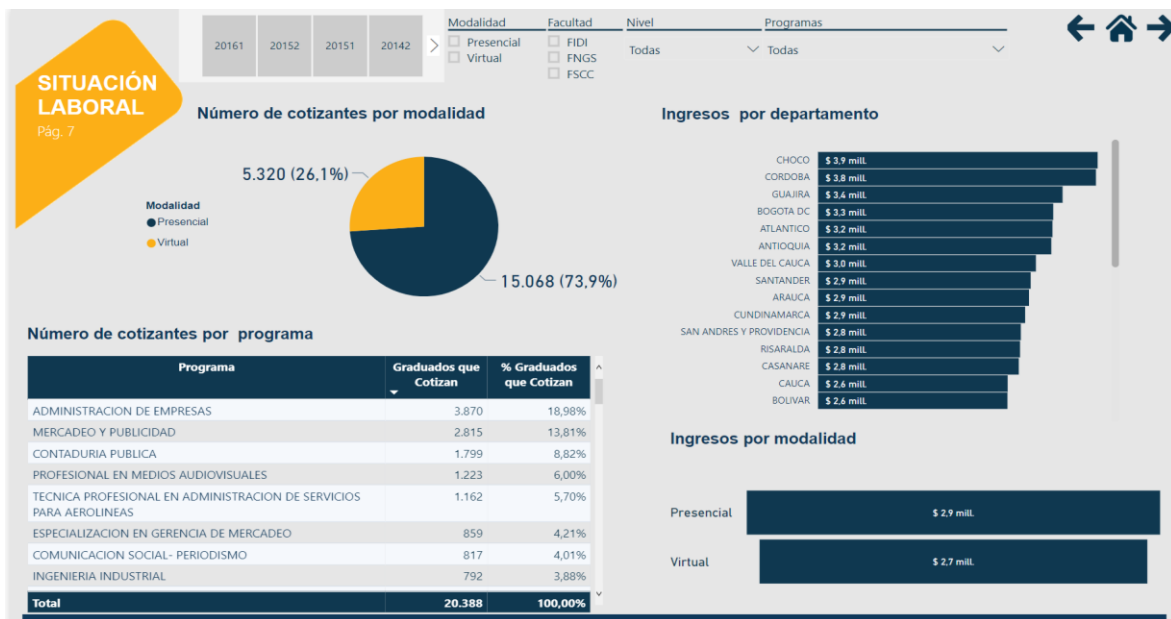 SITUACIÓN
LABORAL
Pág. 7
20161 20152 20151 20142
Modalidad
Presencial
Virtual
Facultad
FIDI
FNGS
FSCC
Nivel
Todas
Programas
Todas
Número de cotizantes por modalidad
5.320 (26,1%)
Modalidad
Presencial
Virtual
15.068 (73,9%)
Número de cotizantes por programa
Programa Graduados que Cotizan % Graduados que Cotizan
ADMINISTRACION DE EMPRESAS 3.870 18,98%
MERCADEO Y PUBLICIDAD 2.815 13,81%
CONTADURIA PUBLICA 1.799 8,82%
PROFESIONAL EN MEDIOS AUDIOVISUALES 1.223 6,00%
TECNICA PROFESIONAL EN ADMINISTRACION DE SERVICIOS 1.162 5,70%
PARA AEROLINEAS
ESPECIALIZACION EN GERENCIA DE MERCADEO 859 4,21%
COMUNICACION SOCIAL- PERIODISMO 817 4,01%
INGENIERIA INDUSTRIAL 792 3,88%
Total 20.388 100,00%
Ingresos por departamento
CHOCO $ 3,9 mill.
CORDOBA $ 3,8 mill.
GUAJIRA $ 3,4 mill.
BOGOTA DC $ 3,3 mill.
ATLANTICO $ 3,2 mill.
ANTIOQUIA $ 3,2 mill.
VALLE DEL CAUCA $ 3,0 mill.
SANTANDER $ 2,9 mill.
ARAUCA $ 2,9 mill.
CUNDINAMARCA $ 2,9 mill.
SAN ANDRES Y PROVIDENCIA $ 2,8 mill.
RISARALDA $ 2,8 mill.
CASANARE $ 2,8 mill.
CAUCA $ 2,6 mill.
BOLIVAR $ 2,6 mill.
Ingresos por modalidad
Presencial $ 2,9 mill.
Virtual $ 2,7 mill.